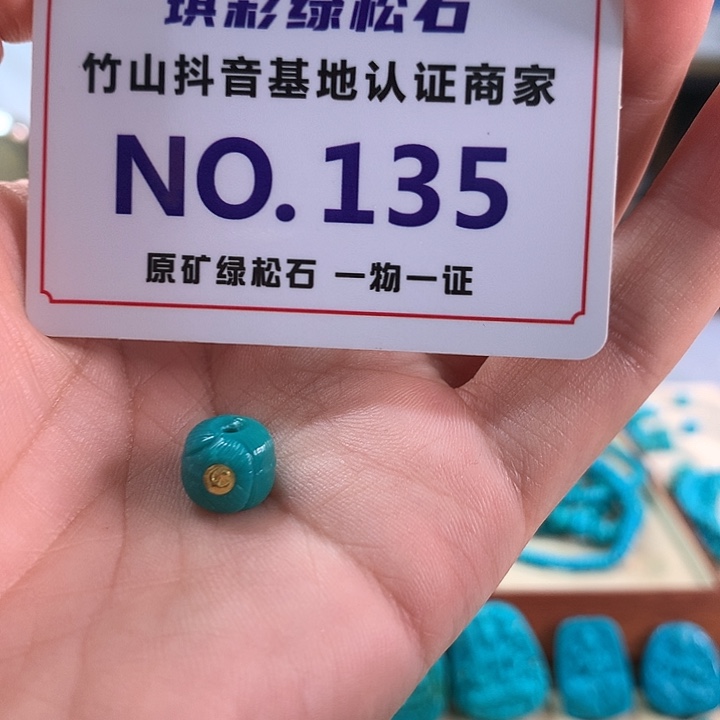 琪彩绿松石
竹山抖音基地认证商家
NO. 135
原矿绿松石 一物一证